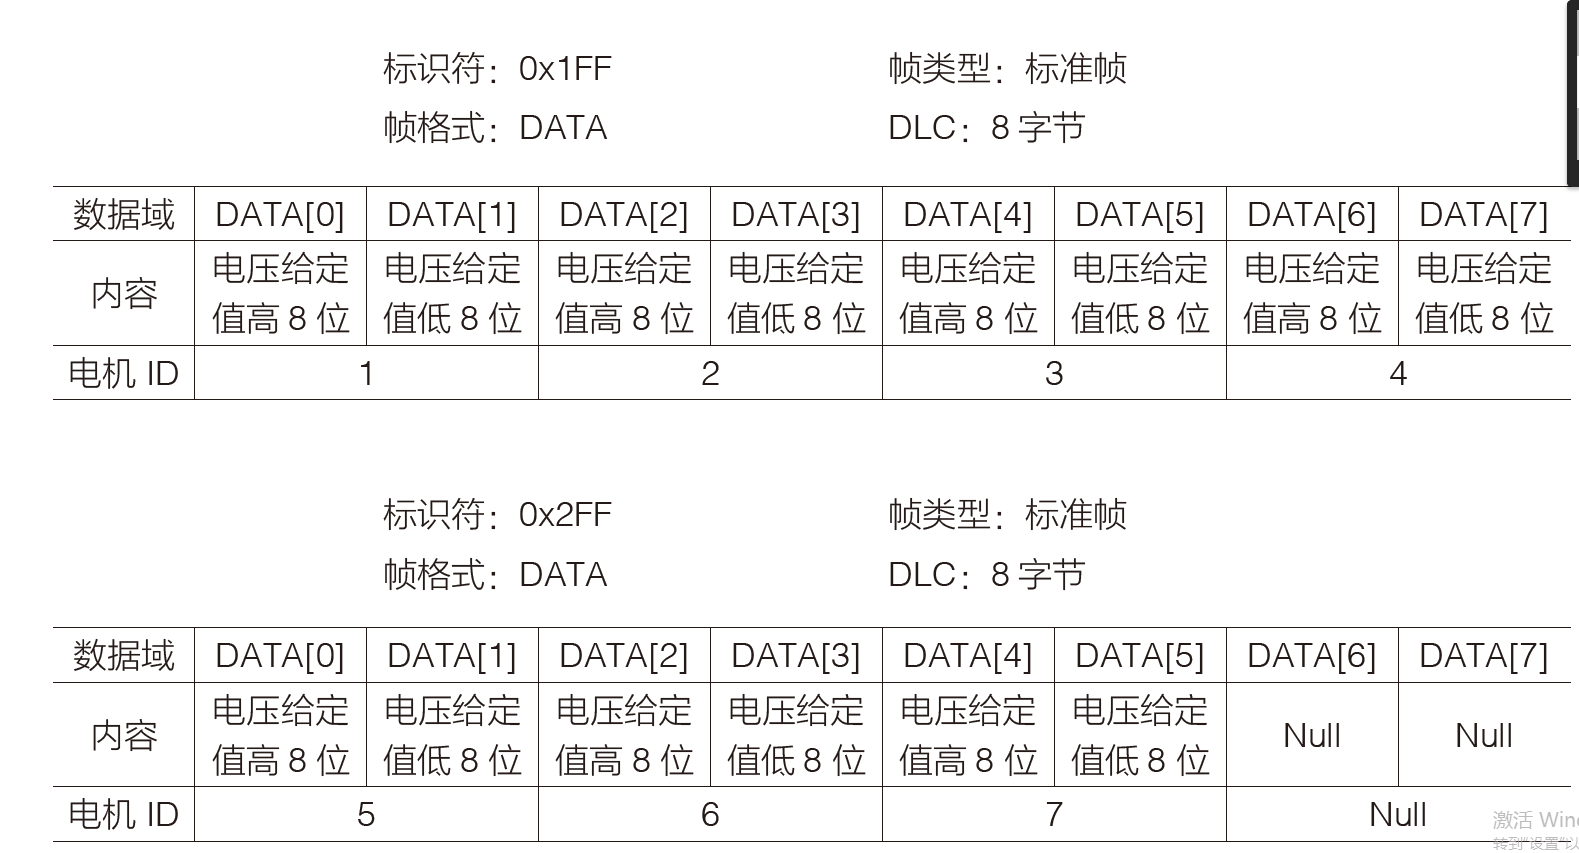 标识符：0x1FF 帧类型：标准帧
帧格式：DATA DLC：8 字节
数据域 DATA[0] DATA[1] DATA[2] DATA[3] DATA[4] DATA[5] DATA[6] DATA[7]
内容 电压给定值高 8 位 电压给定值低 8 位 电压给定值高 8 位 电压给定值低 8 位 电压给定值高 8 位 电压给定值低 8 位 电压给定值高 8 位 电压给定值低 8 位
电机 ID 1 2 3 4
标识符：0x2FF 帧类型：标准帧
帧格式：DATA DLC：8 字节
数据域 DATA[0] DATA[1] DATA[2] DATA[3] DATA[4] DATA[5] DATA[6] DATA[7]
内容 电压给定值高 8 位 电压给定值低 8 位 电压给定值高 8 位 电压给定值低 8 位 电压给定值高 8 位 电压给定值低 8 位 Null Null
电机 ID 5 6 7 Null
激活 Win
转到"设置"以